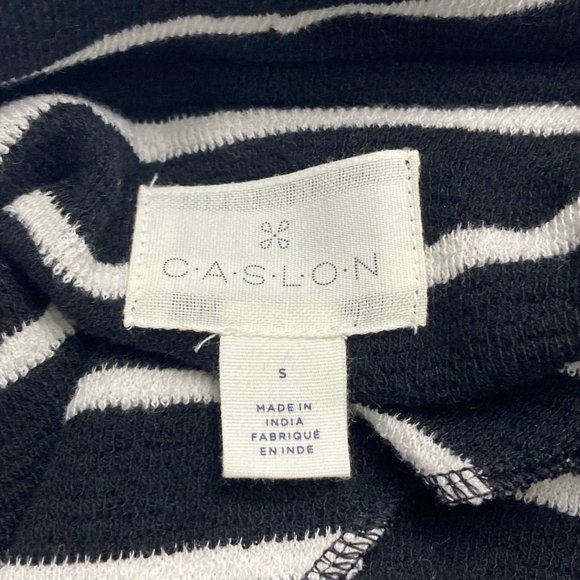 C·A·S·L·O·N
S
MADE IN
INDIA
FABRIQUÉ
EN INDE